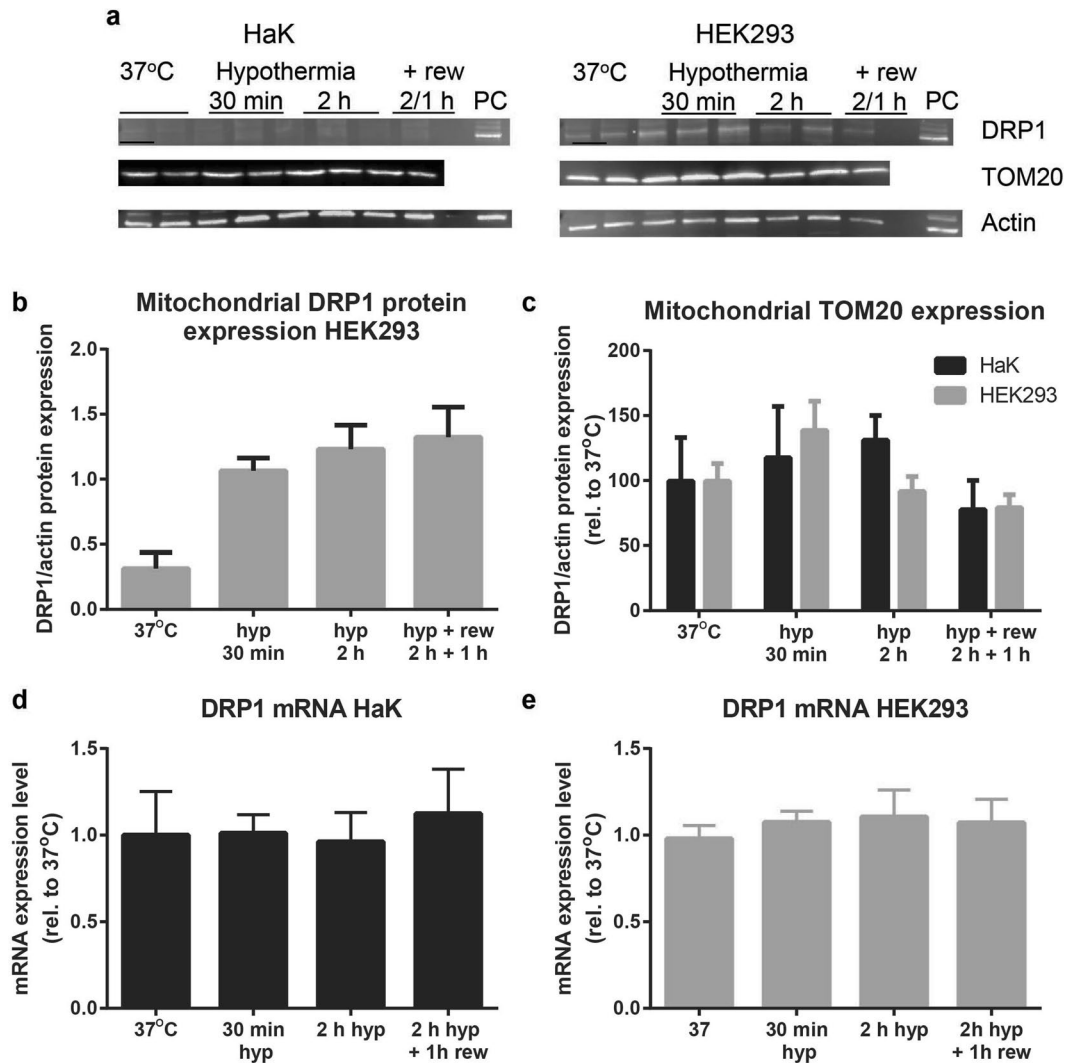 a
HaK
37°C Hypothermia + rew
30 min 2 h 2/1 h PC
HEK293
37°C Hypothermia + rew
30 min 2 h 2/1 h PC
DRP1
TOM20
Actin
b
Mitochondrial DRP1 protein
expression HEK293
DRP1/actin protein expression
2.0
1.5
1.0
0.5
0.0
37°C
hyp
30 min
hyp
2 h
hyp + rew
2 h + 1 h
c
Mitochondrial TOM20 expression
DRP1/actin protein expression
(rel. to 37°C)
200
150
100
50
0
HaK
HEK293
37°C
hyp
30 min
hyp
2 h
hyp + rew
2 h + 1 h
d
DRP1 mRNA HaK
mRNA expression level
(rel. to 37°C)
1.5
1.0
0.5
0.0
37°C
30 min
hyp
2 h hyp
2 h hyp
+ 1h rew
e
DRP1 mRNA HEK293
mRNA expression level
(rel. to 37°C)
1.5
1.0
0.5
0.0
37
30 min
hyp
2 h hyp
2h hyp
+ 1h rew